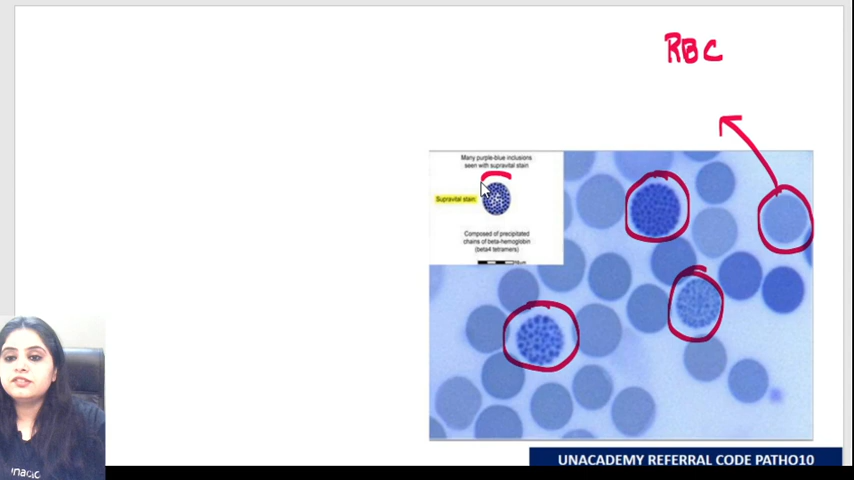 RBC
Many purple-blue inclusions
seen with supravital stain
Supravital stain:
Composed of precipitated
chains of beta-hemoglobin
(beta4 tetramers)
UNACADEMY REFERRAL CODE PATHO10